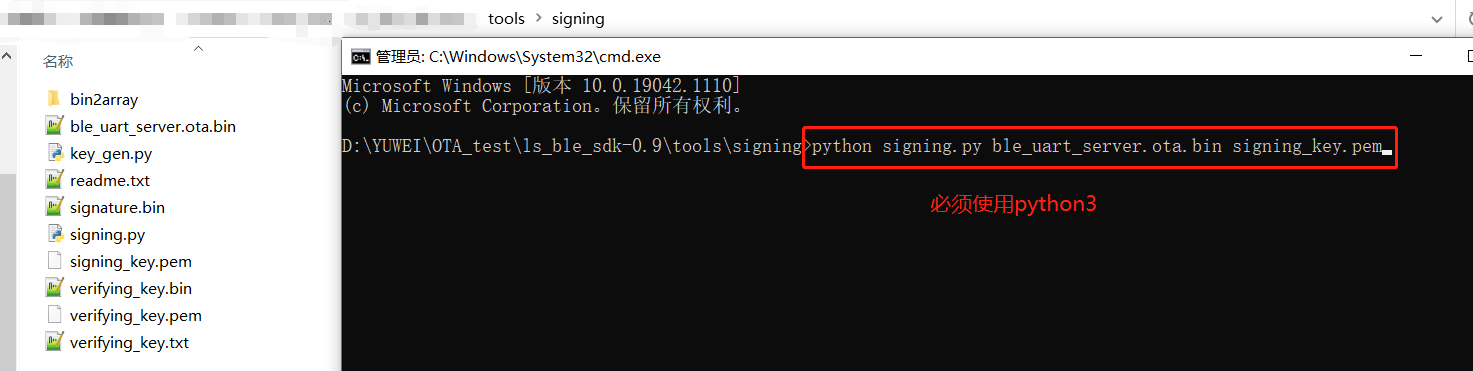 tools > signing
名称
管理员: C:\Windows\System32\cmd.exe
bin2array
ble_uart_server.ota.bin
key_gen.py
readme.txt
signature.bin
signing.py
signing_key.pem
verifying_key.bin
verifying_key.pem
verifying_key.txt
Microsoft Windows [版本 10.0.19042.1110]
(c) Microsoft Corporation。保留所有权利。
D:\YUWEI\OTA_test\ls_ble_sdk-0.9\tools\signing>python signing.py ble_uart_server.ota.bin signing_key.pem
必须使用python3